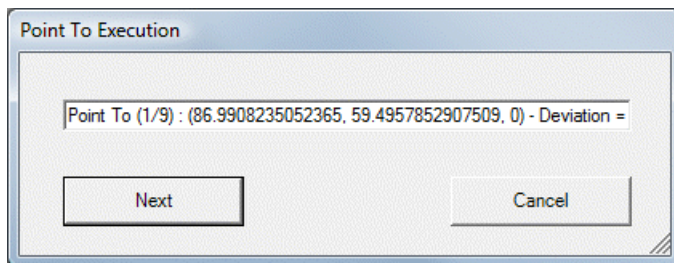 Point To Execution
Point To (1/9) : (86.9908235052365, 59.4957852907509, 0) - Deviation =
Next
Cancel